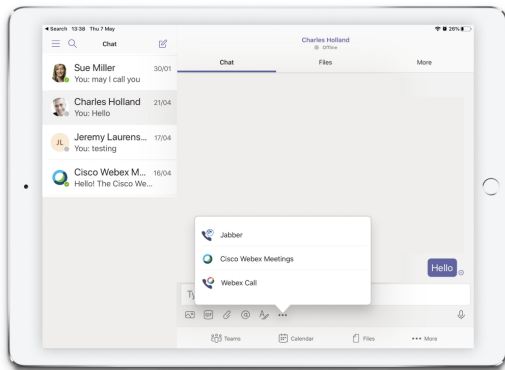 Search 13:38 Thu 7 May
26%
Chat
Charles Holland
Offline
Chat Files More
Sue Miller 30/01
You: may I call you
Charles Holland 21/04
You: Hello
JL
Jeremy Laurens... 17/04
You: testing
Cisco Webex M... 16/04
Hello! The Cisco We...
Jabber
Cisco Webex Meetings
Webex Call
Hello
Ty
GIF
Teams Calendar Files More